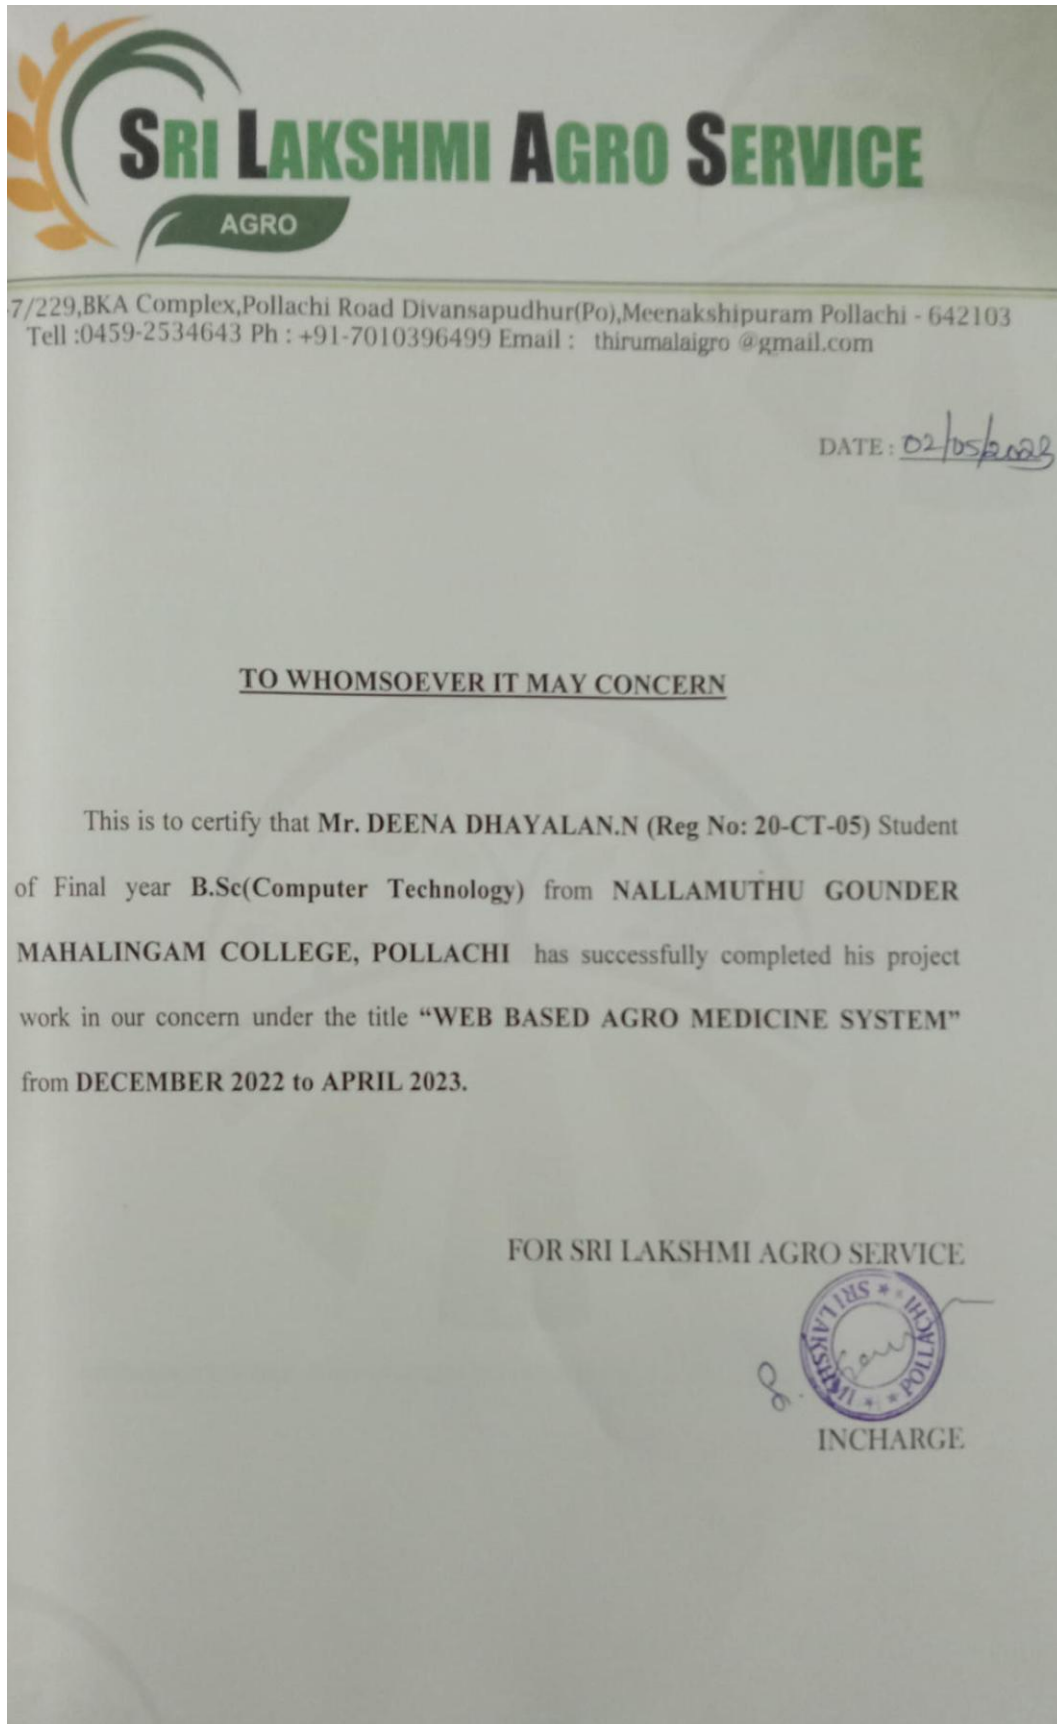 SRI LAKSHMI AGRO SERVICE
AGRO
7/229,BKA Complex,Pollachi Road Divansapudhur(Po),Meenakshipuram Pollachi - 642103
Tell :0459-2534643 Ph : +91-7010396499 Email : thirumalaigro @gmail.com
DATE : 02/05/2023
TO WHOMSOEVER IT MAY CONCERN
This is to certify that Mr. DEENA DHAYALAN.N (Reg No: 20-CT-05) Student
of Final year B.Sc(Computer Technology) from NALLAMUTHU GOUNDER
MAHALINGAM COLLEGE, POLLACHI has successfully completed his project
work in our concern under the title “WEB BASED AGRO MEDICINE SYSTEM”
from DECEMBER 2022 to APRIL 2023.
FOR SRI LAKSHMI AGRO SERVICE
SRI LAKSHMI * * POLLACHI * *
INCHARGE